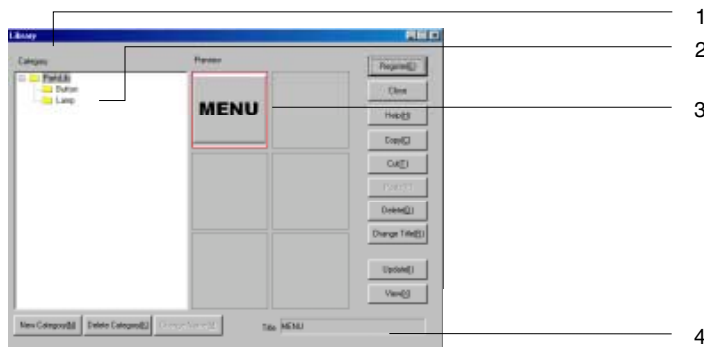 1
Library
2
Category
Preview
Register(E)
PartsLib
Button
Lamp
Close
MENU
3
Help(H)
Copy(C)
Cut(T)
Delete(D)
Change Title(R)
Update(U)
View(V)
New Category(N)
Delete Category(L)
Title
MENU
4